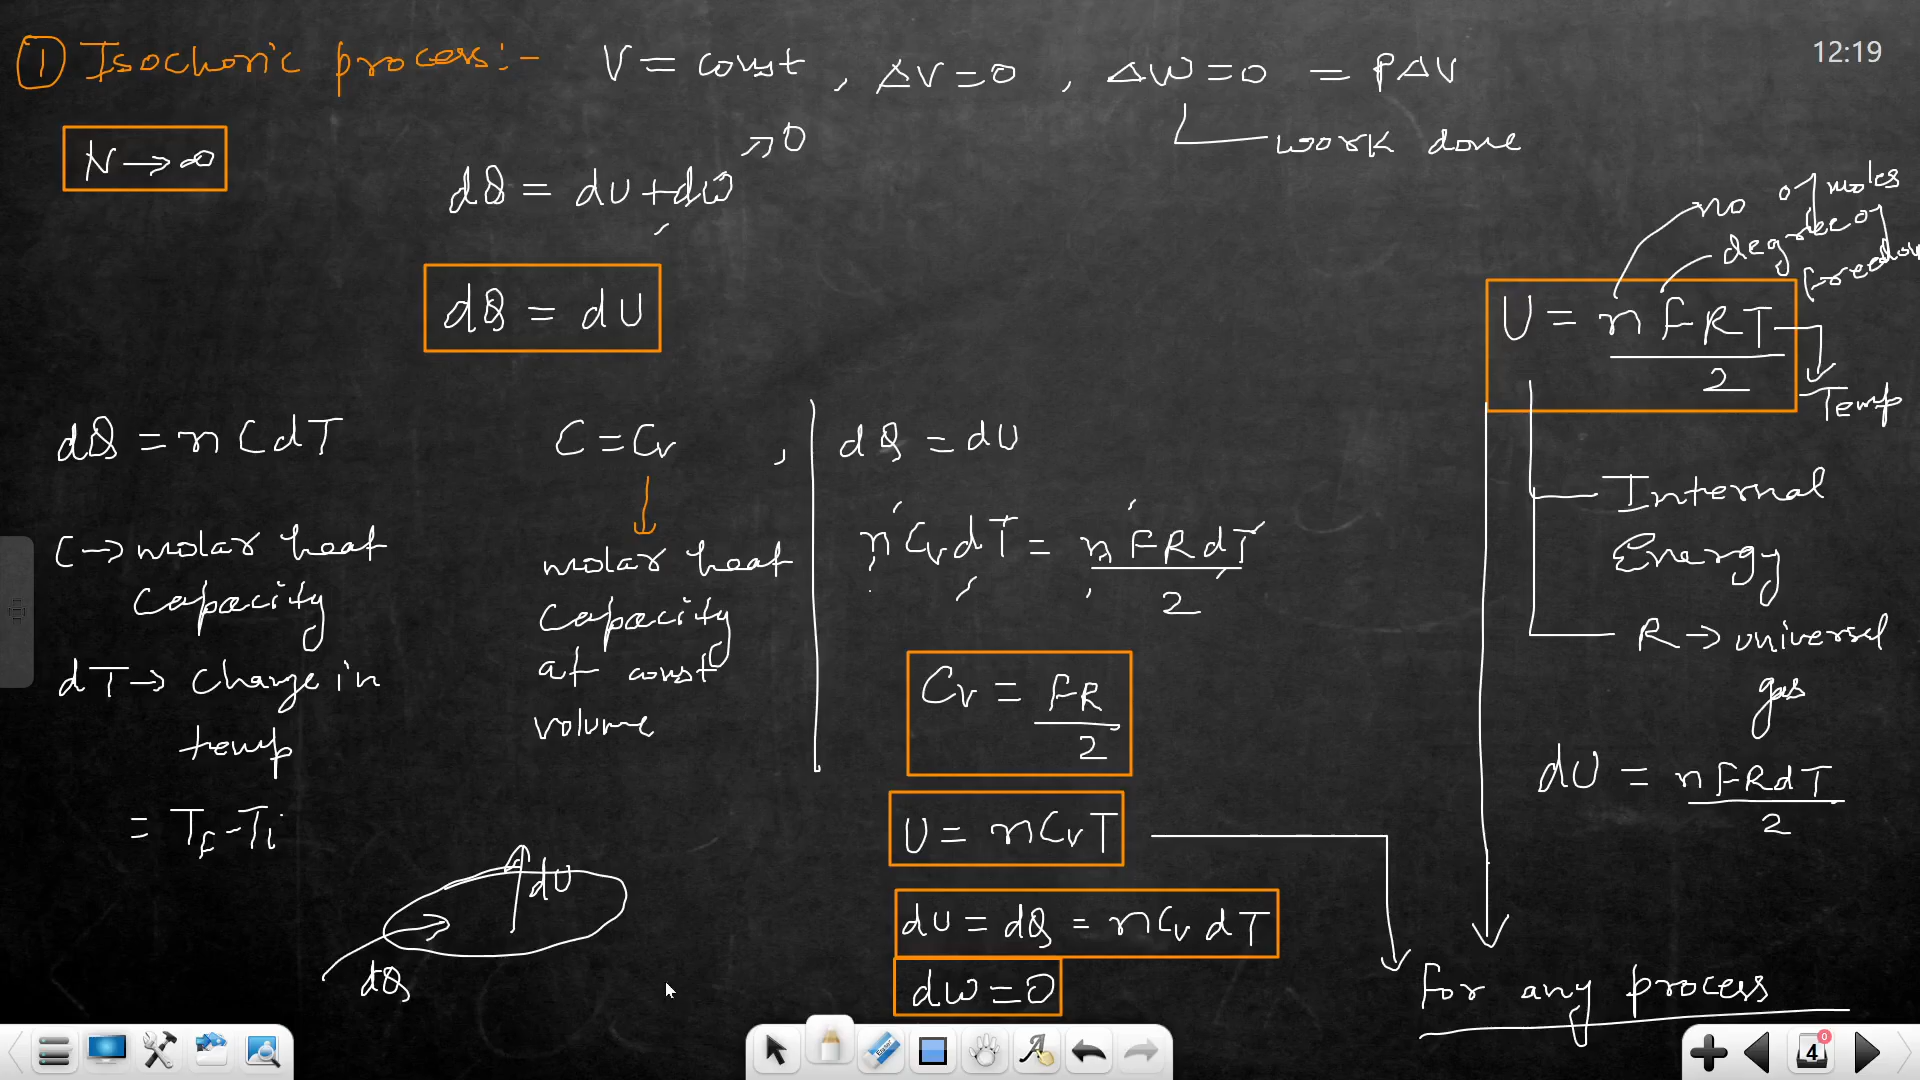 ① Isochoric process:- V = const , ΔV=0 , ΔW=0 = PΔV
12:19
work done
N→∞
→0
dQ = dU+dW
no of moles
degree of freedom
dQ = dU
U = nFRT/2
Temp
dQ = nCdT
C = Cv ,
dQ = dU
Internal
Energy
C→molar heat
capacity
molar heat
capacity
at const
volume
nCvdT = nFRdT/2
R→universal
gas
dT→ change in
temp
= Tf-Ti
Cv = FR/2
dU = nFRdT/2
U = nCvT
dU
dQ
dU = dQ = nCv dT
dW=0
For any process
Eraser
A
4
0